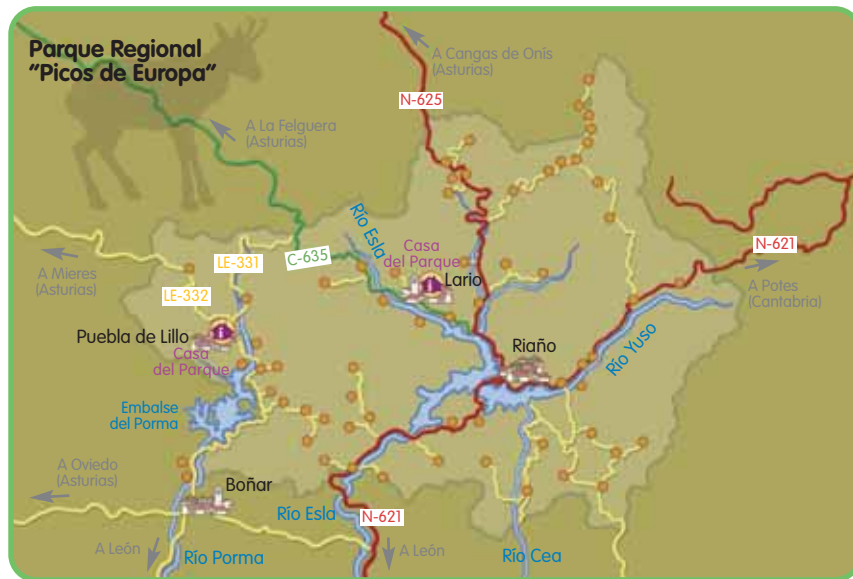 Parque Regional
"Picos de Europa"
A Cangas de Onís
(Asturias)
N-625
A La Felguera
(Asturias)
Río Esla
Casa
del Parque
Lario
N-621
C-635
LE-331
A Mieres
(Asturias)
LE-332
A Potes
(Cantabria)
Puebla de Lillo
Casa
del Parque
Riaño
Río Yuso
Embalse
del Porma
A Oviedo
(Asturias)
Boñar
Río Esla
N-621
A León
Río Porma
A León
Río Cea